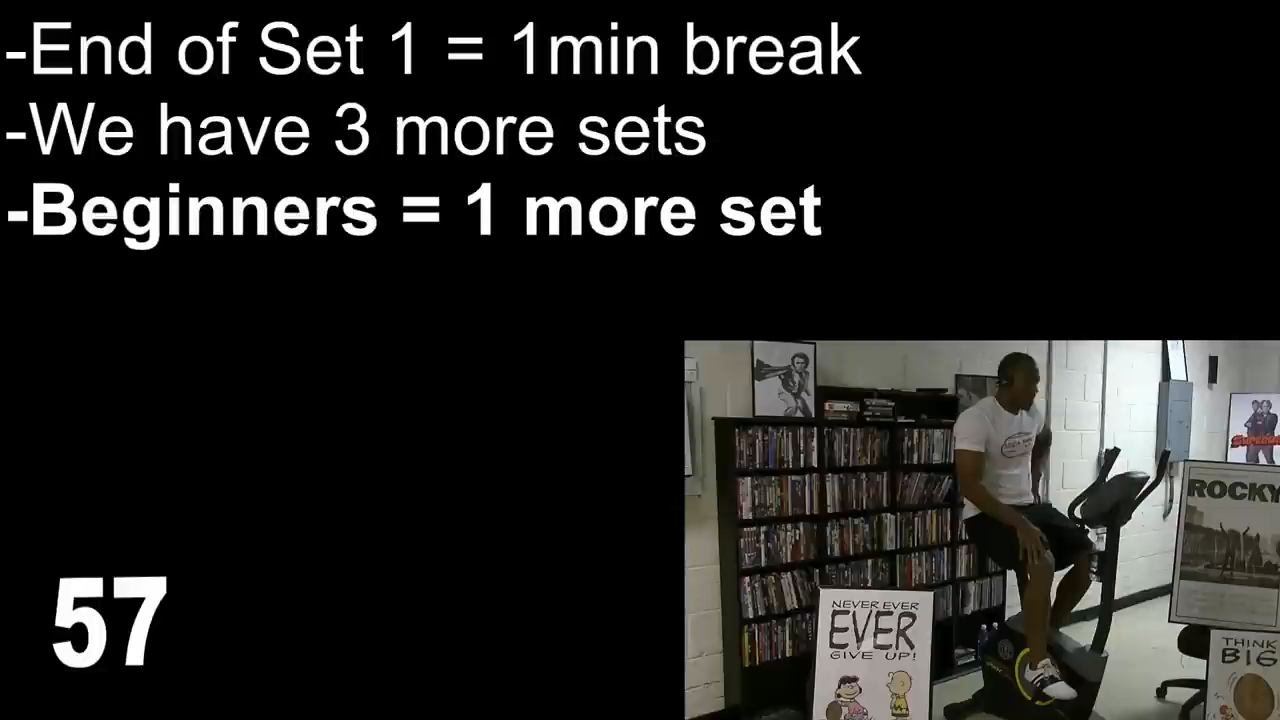 -End of Set 1 = 1min break
-We have 3 more sets
-Beginners = 1 more set
57
ROCKY
NEVER EVER
EVER
GIVE UP!
THINK
BIG